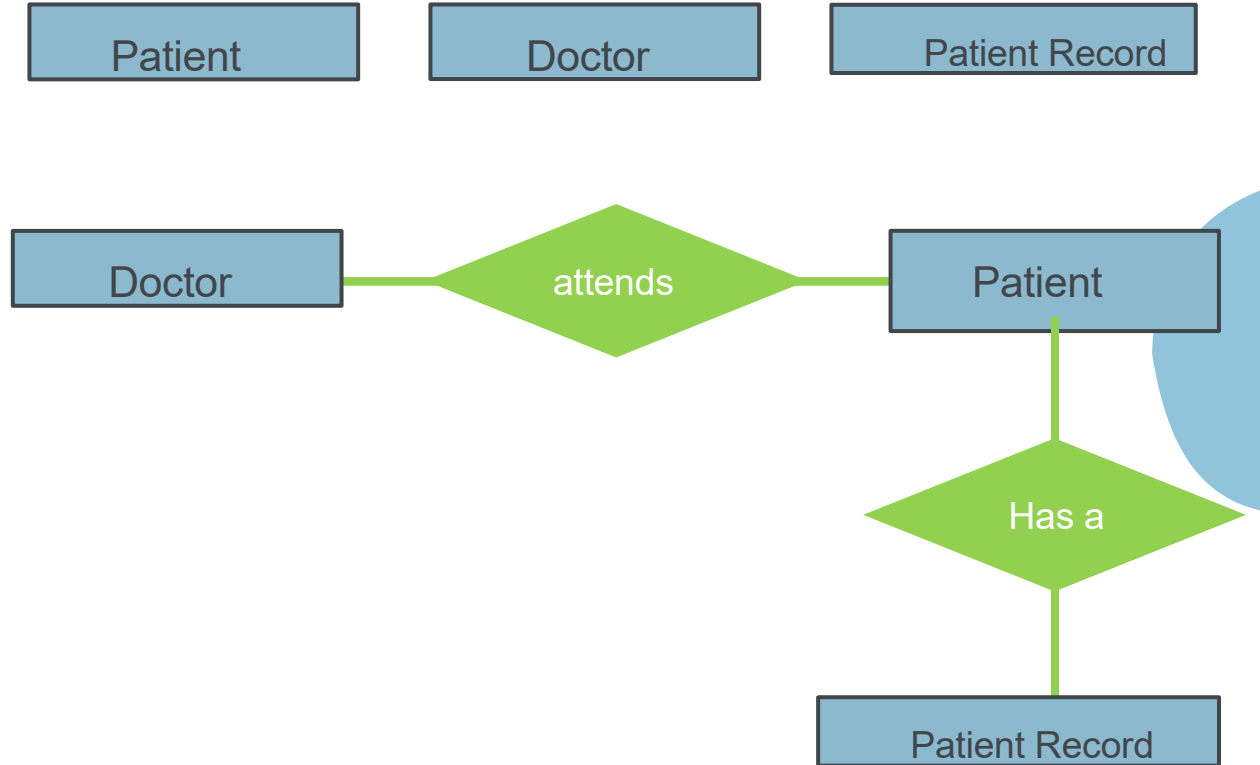 Patient
Doctor
Patient Record
Doctor
attends
Patient
Has a
Patient Record